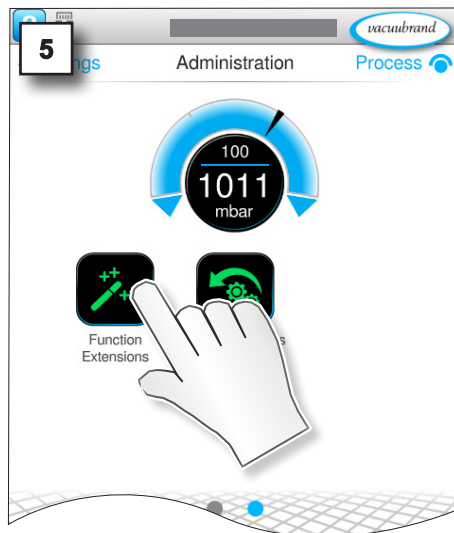 5
vacuubrand
ngs
Administration
Process
100
1011
mbar
Function
Extensions
s